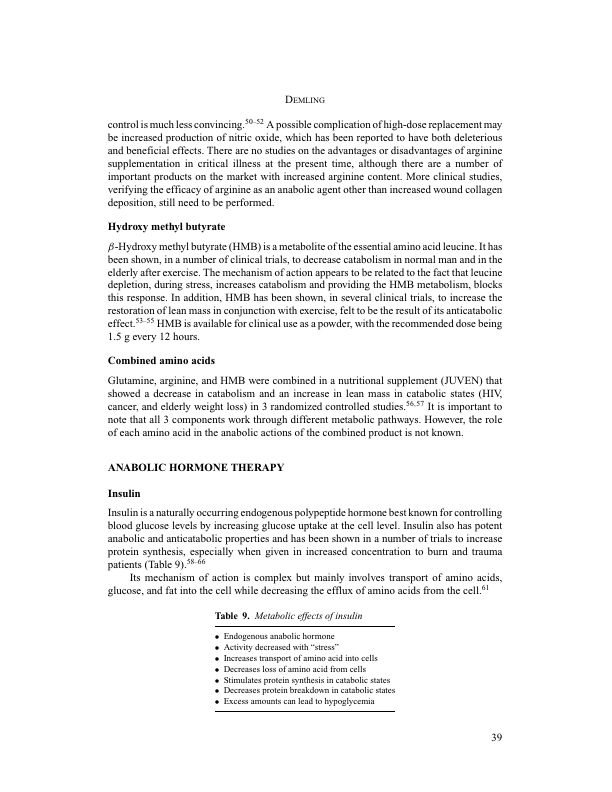 DEMLING
control is much less convincing.50–52 A possible complication of high-dose replacement may
be increased production of nitric oxide, which has been reported to have both deleterious
and beneficial effects. There are no studies on the advantages or disadvantages of arginine
supplementation in critical illness at the present time, although there are a number of
important products on the market with increased arginine content. More clinical studies,
verifying the efficacy of arginine as an anabolic agent other than increased wound collagen
deposition, still need to be performed.
Hydroxy methyl butyrate
β-Hydroxy methyl butyrate (HMB) is a metabolite of the essential amino acid leucine. It has
been shown, in a number of clinical trials, to decrease catabolism in normal man and in the
elderly after exercise. The mechanism of action appears to be related to the fact that leucine
depletion, during stress, increases catabolism and providing the HMB metabolism, blocks
this response. In addition, HMB has been shown, in several clinical trials, to increase the
restoration of lean mass in conjunction with exercise, felt to be the result of its anticatabolic
effect.53–55 HMB is available for clinical use as a powder, with the recommended dose being
1.5 g every 12 hours.
Combined amino acids
Glutamine, arginine, and HMB were combined in a nutritional supplement (JUVEN) that
showed a decrease in catabolism and an increase in lean mass in catabolic states (HIV,
cancer, and elderly weight loss) in 3 randomized controlled studies.56,57 It is important to
note that all 3 components work through different metabolic pathways. However, the role
of each amino acid in the anabolic actions of the combined product is not known.
ANABOLIC HORMONE THERAPY
Insulin
Insulin is a naturally occurring endogenous polypeptide hormone best known for controlling
blood glucose levels by increasing glucose uptake at the cell level. Insulin also has potent
anabolic and anticatabolic properties and has been shown in a number of trials to increase
protein synthesis, especially when given in increased concentration to burn and trauma
patients (Table 9).58–66
Its mechanism of action is complex but mainly involves transport of amino acids,
glucose, and fat into the cell while decreasing the efflux of amino acids from the cell.61
Table 9. Metabolic effects of insulin
• Endogenous anabolic hormone
• Activity decreased with “stress”
• Increases transport of amino acid into cells
• Decreases loss of amino acid from cells
• Stimulates protein synthesis in catabolic states
• Decreases protein breakdown in catabolic states
• Excess amounts can lead to hypoglycemia
39